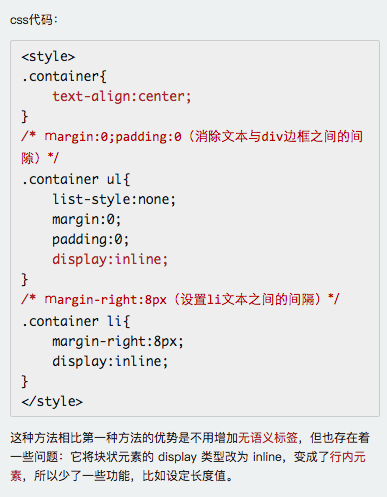 css代码：
<style>
.container{
    text-align:center;
}
/* margin:0;padding:0（消除文本与div边框之间的间
隙）*/
.container ul{
    list-style:none;
    margin:0;
    padding:0;
    display:inline;
}
/* margin-right:8px（设置li文本之间的间隔）*/
.container li{
    margin-right:8px;
    display:inline;
}
</style>
这种方法相比第一种方法的优势是不用增加无语义标签，但也存在着
一些问题：它将块状元素的 display 类型改为 inline，变成了行内元
素，所以少了一些功能，比如设定长度值。